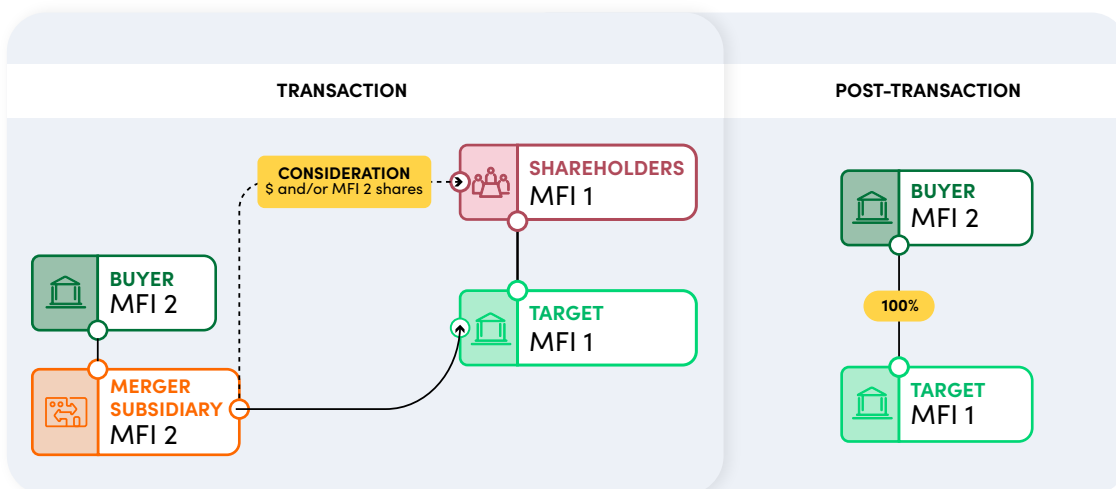 TRANSACTION
POST-TRANSACTION
CONSIDERATION
$ and/or MFI 2 shares
SHAREHOLDERS
MFI 1
BUYER
MFI 2
TARGET
MFI 1
MERGER
SUBSIDIARY
MFI 2
BUYER
MFI 2
100%
TARGET
MFI 1